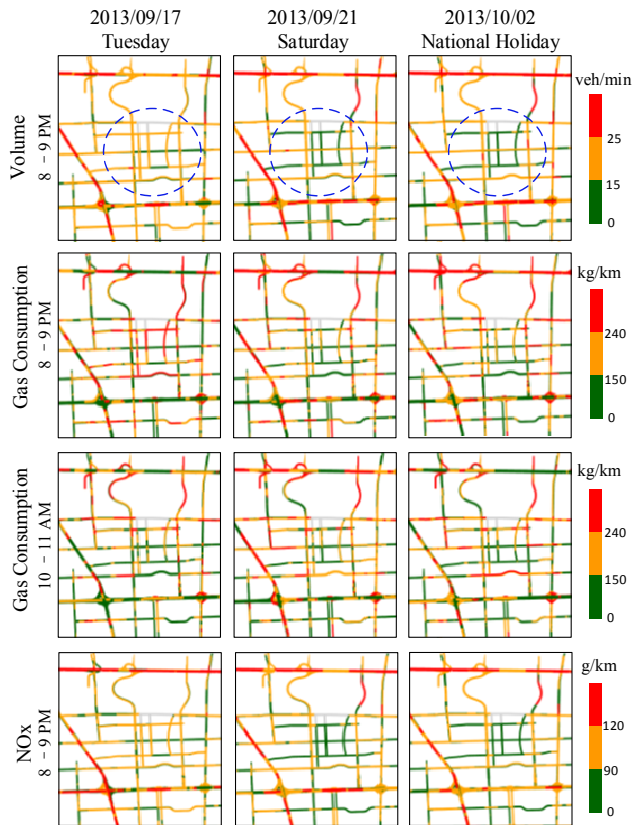 2013/09/17
Tuesday
2013/09/21
Saturday
2013/10/02
National Holiday
Volume
8 – 9 PM
veh/min
25
15
0
Gas Consumption
8 – 9 PM
kg/km
240
150
0
Gas Consumption
10 – 11 AM
kg/km
240
150
0
NOx
8 – 9 PM
g/km
120
90
0